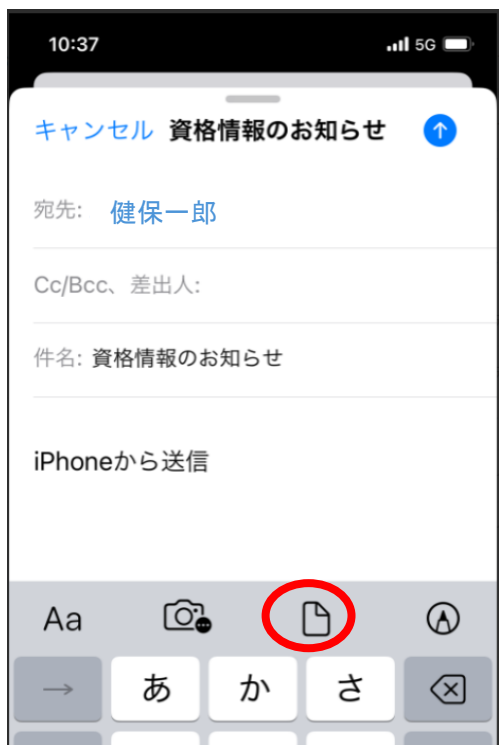 10:37 5G
キャンセル 資格情報のお知らせ
宛先: 健保一郎
Cc/Bcc、差出人:
件名: 資格情報のお知らせ
iPhoneから送信
Aa
→ あ か さ